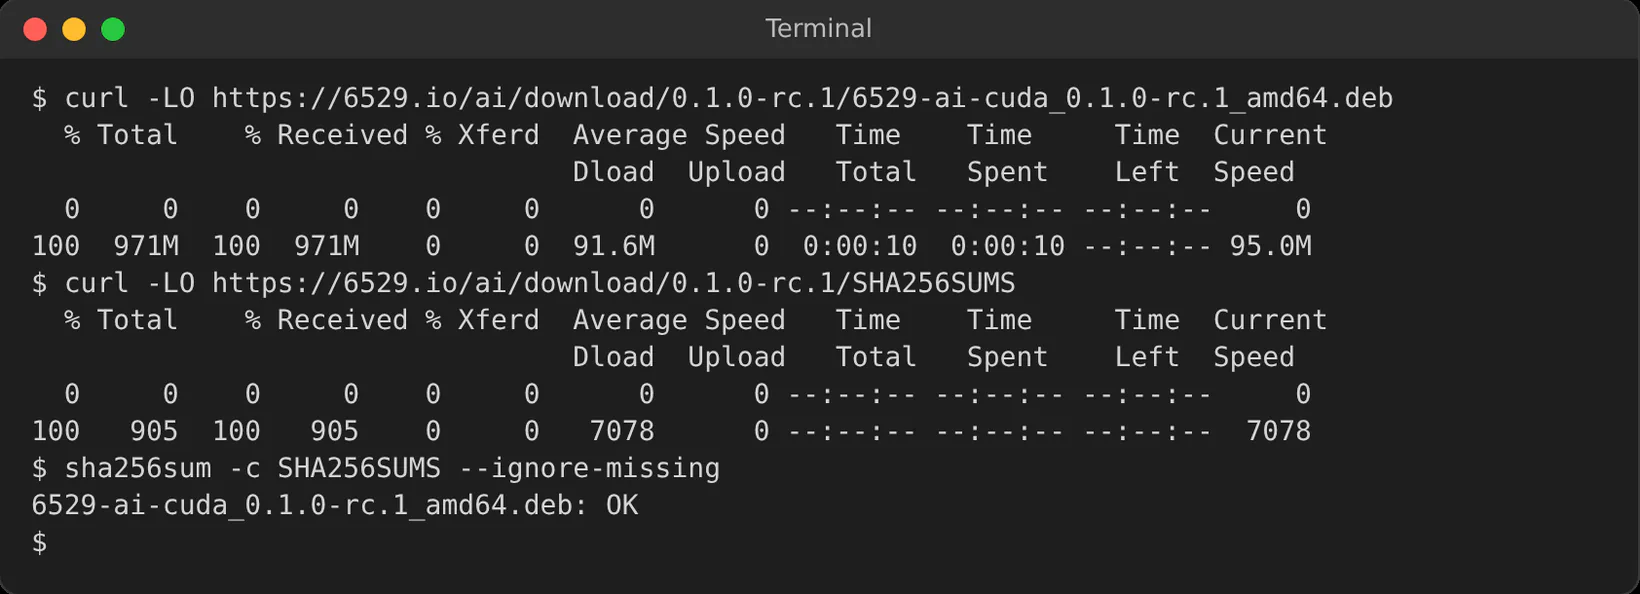 Terminal
$ curl -LO https://6529.io/ai/download/0.1.0-rc.1/6529-ai-cuda_0.1.0-rc.1_amd64.deb
  % Total    % Received % Xferd  Average Speed   Time    Time     Time  Current
                                 Dload  Upload   Total   Spent    Left  Speed
  0     0    0     0    0     0      0      0 --:--:-- --:--:-- --:--:--     0
100  971M  100  971M    0     0  91.6M      0  0:00:10  0:00:10 --:--:-- 95.0M
$ curl -LO https://6529.io/ai/download/0.1.0-rc.1/SHA256SUMS
  % Total    % Received % Xferd  Average Speed   Time    Time     Time  Current
                                 Dload  Upload   Total   Spent    Left  Speed
  0     0    0     0    0     0      0      0 --:--:-- --:--:-- --:--:--     0
100   905  100   905    0     0   7078      0 --:--:-- --:--:-- --:--:--  7078
$ sha256sum -c SHA256SUMS --ignore-missing
6529-ai-cuda_0.1.0-rc.1_amd64.deb: OK
$